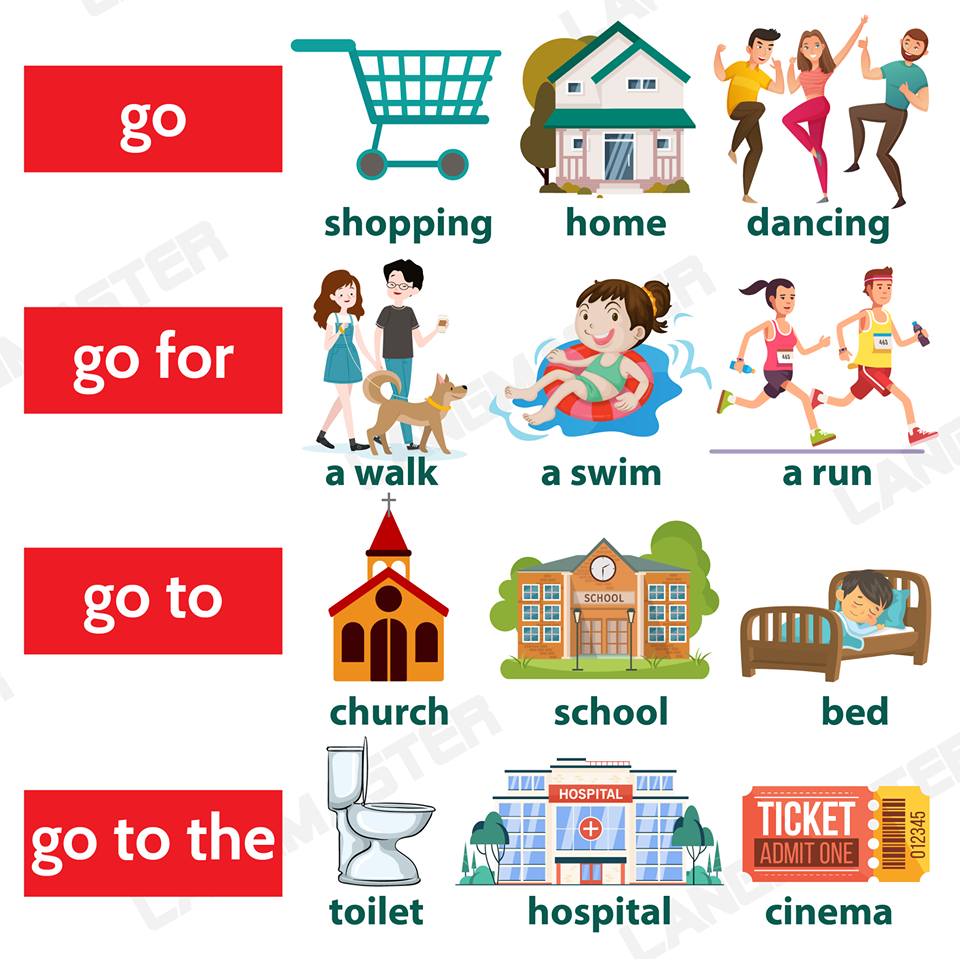 go
shopping home dancing
go for
a walk a swim a run
463 463
go to
SCHOOL
church school bed
go to the
HOSPITAL
TICKET
ADMIT ONE
012345
toilet hospital cinema
LANGMASTER